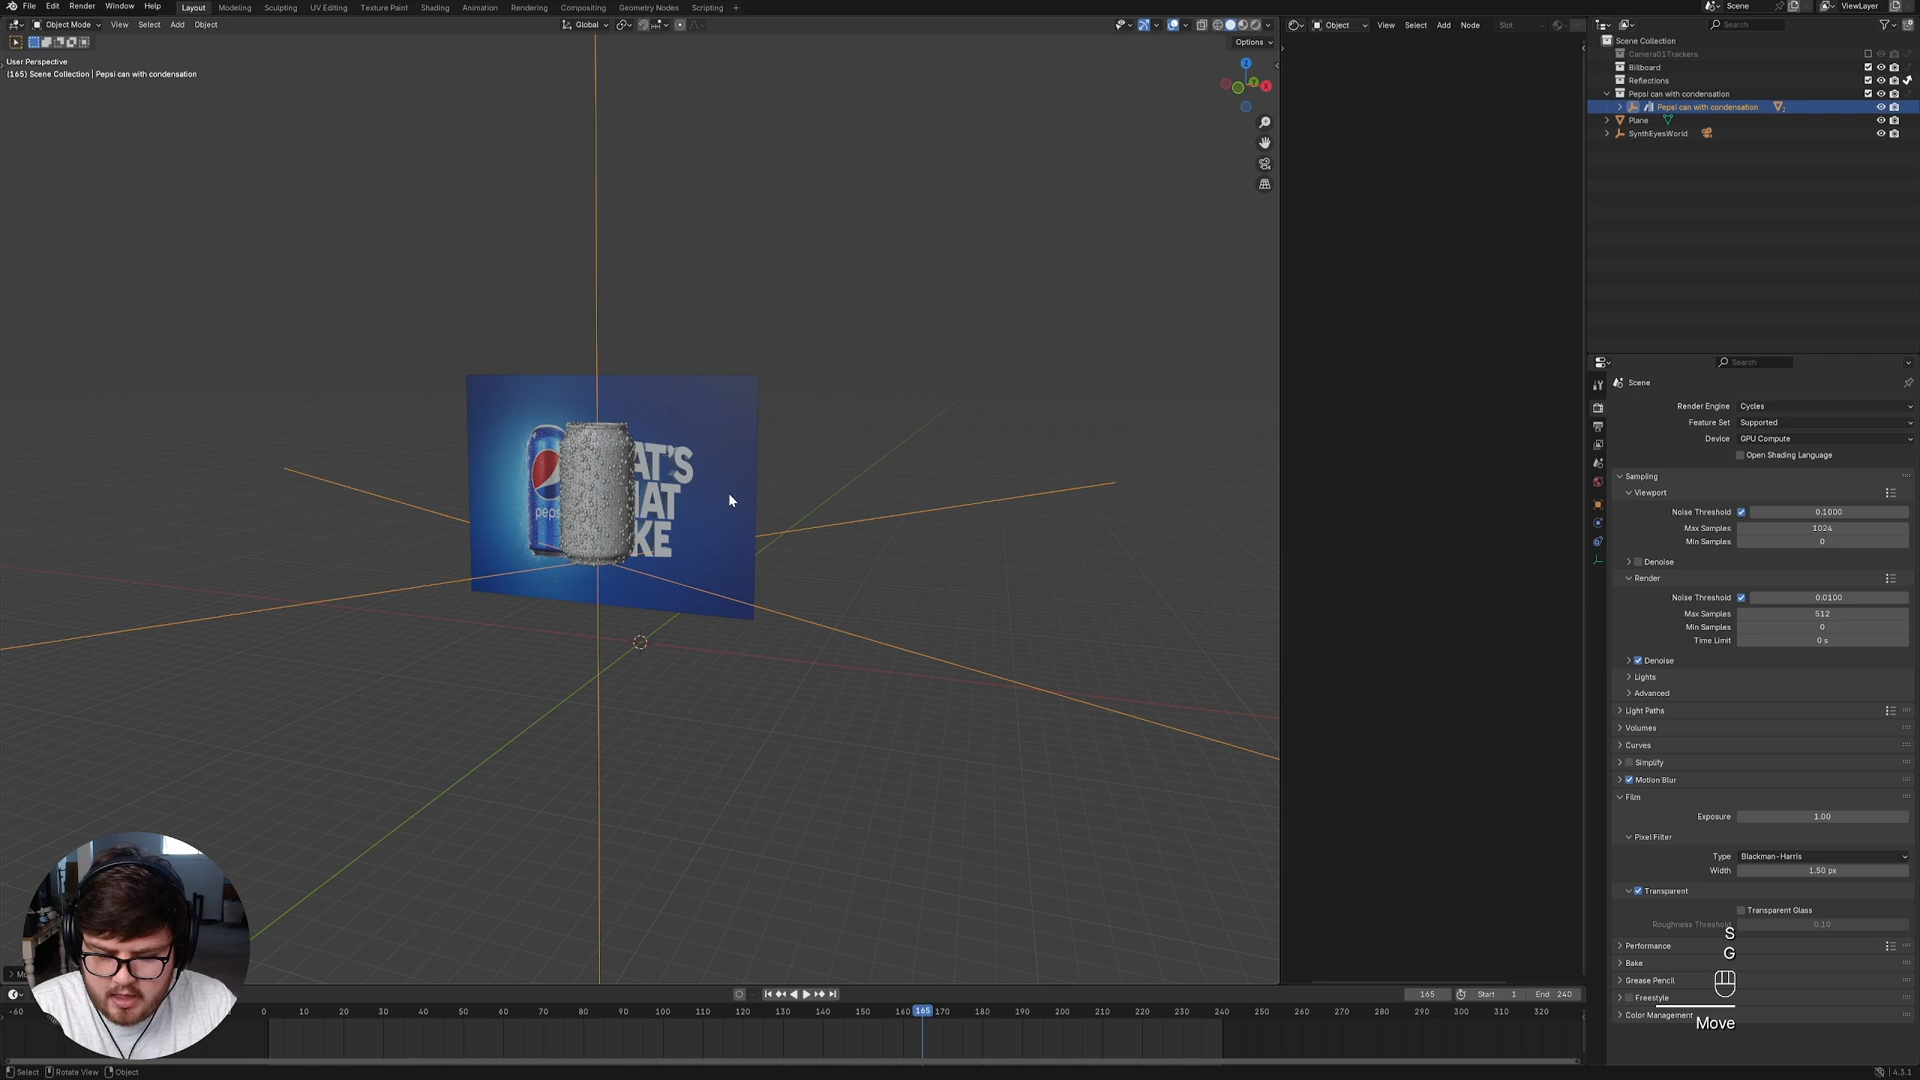 File Edit Render Window Help Layout Modeling Sculpting UV Editing Texture Paint Shading Animation Rendering Compositing Geometry Nodes Scripting + Scene ViewLayer
Object Mode View Select Add Object Global Object View Select Add Node Slot Search
Options
User Perspective
(165) Scene Collection | Pepsi can with condensation
Z
Y
X
Scene Collection
Camera01Trackers
Billboard
Reflections
Pepsi can with condensation
Pepsi can with condensation
2
Plane
SynthEyesWorld
AT'S
HAT
KE
peps
Search
Scene
Render Engine Cycles
Feature Set Supported
Device GPU Compute
Open Shading Language
Sampling
Viewport
Noise Threshold 0.1000
Max Samples 1024
Min Samples 0
Denoise
Render
Noise Threshold 0.0100
Max Samples 512
Min Samples 0
Time Limit 0 s
Denoise
Lights
Advanced
Light Paths
Volumes
Curves
Simplify
Motion Blur
Film
Exposure 1.00
Pixel Filter
Type Blackman-Harris
Width 1.50 px
Transparent
Transparent Glass
Roughness Threshold 0.10
Performance
Bake
Grease Pencil
Freestyle
Color Management
S
G
Move
165 Start 1 End 240
-60 0 10 20 30 40 50 60 70 80 90 100 110 120 130 140 150 160 165 170 180 190 200 210 220 230 240 250 260 270 280 290 300 310 320
Select Rotate View Object 4.3.1